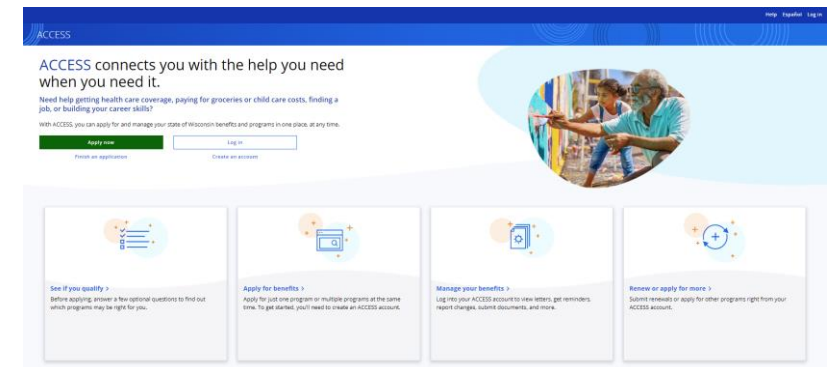 Help Español Log in
ACCESS
ACCESS connects you with the help you need
when you need it.
Need help getting health care coverage, paying for groceries or child care costs, finding a
job, or building your career skills?
With ACCESS, you can apply for and manage your state of Wisconsin benefits and programs in one place, at any time.
Apply now
Log in
Finish an application
Create an account
See if you qualify >
Before applying, answer a few optional questions to find out
which programs may be right for you.
Apply for benefits >
Apply for just one program or multiple programs at the same
time. To get started, you'll need to create an ACCESS account.
Manage your benefits >
Log into your ACCESS account to view letters, get reminders,
report changes, submit documents, and more.
Renew or apply for more >
Submit renewals or apply for other programs right from your
ACCESS account.